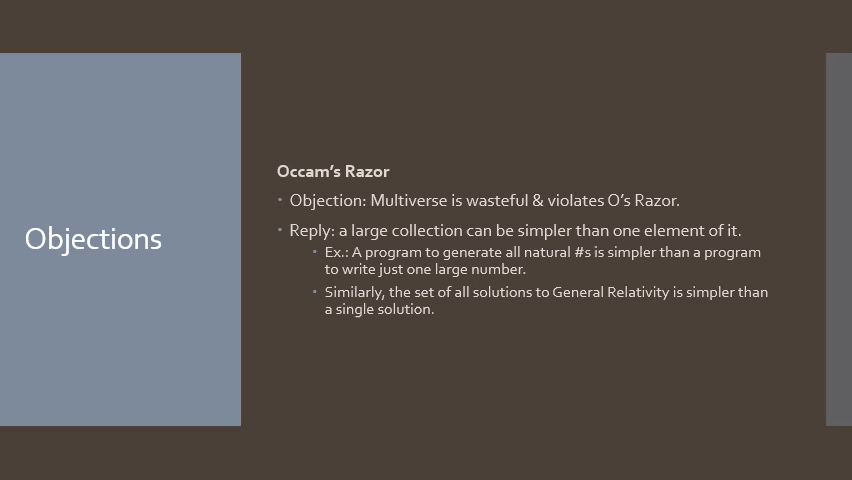 Objections
Occam's Razor
• Objection: Multiverse is wasteful & violates O's Razor.
• Reply: a large collection can be simpler than one element of it.
• Ex.: A program to generate all natural #s is simpler than a program
to write just one large number.
• Similarly, the set of all solutions to General Relativity is simpler than
a single solution.